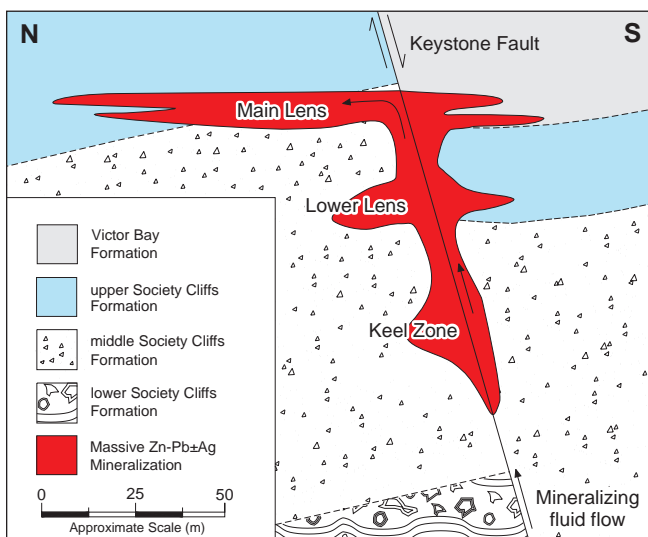 N
S
Keystone Fault
Main Lens
Lower Lens
Keel Zone
Mineralizing
fluid flow
Victor Bay
Formation
upper Society Cliffs
Formation
middle Society Cliffs
Formation
lower Society Cliffs
Formation
Massive Zn-Pb±Ag
Mineralization
0 25 50
Approximate Scale (m)